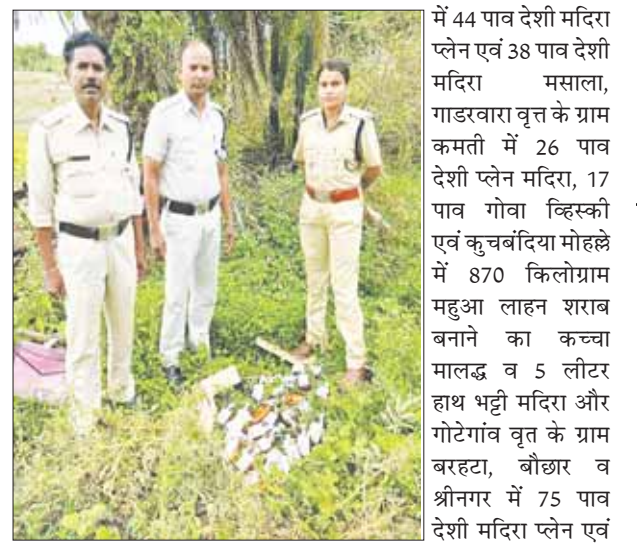 में 44 पाव देशी मदिरा
प्लेन एवं 38 पाव देशी
मदिरा मसाला,
गाडरवारा वृत्त के ग्राम
कमती में 26 पाव
देशी प्लेन मदिरा, 17
पाव गोवा व्हिस्की
एवं कुचबंदिया मोहल्ले
में 870 किलोग्राम
महुआ लाहन शराब
बनाने का कच्चा
मालद्ध व 5 लीटर
हाथ भट्टी मदिरा और
गोटेगांव वृत के ग्राम
बरहटा, बौछार व
श्रीनगर में 75 पाव
देशी मदिरा प्लेन एवं